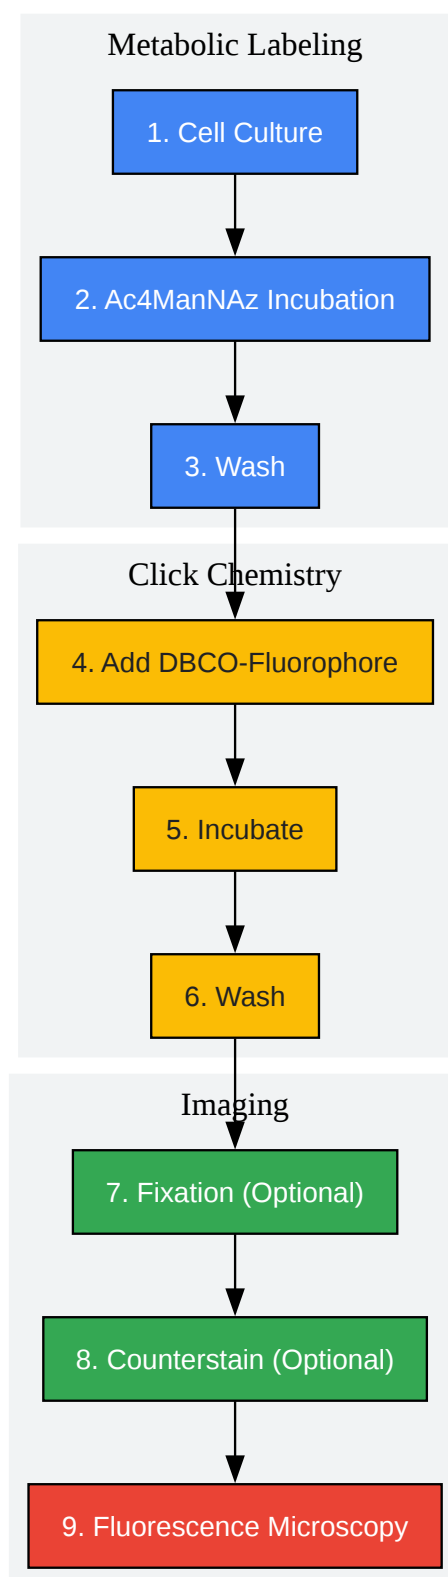 Metabolic Labeling
1. Cell Culture
2. Ac4ManNAz Incubation
3. Wash
Click Chemistry
4. Add DBCO-Fluorophore
5. Incubate
6. Wash
Imaging
7. Fixation (Optional)
8. Counterstain (Optional)
9. Fluorescence Microscopy